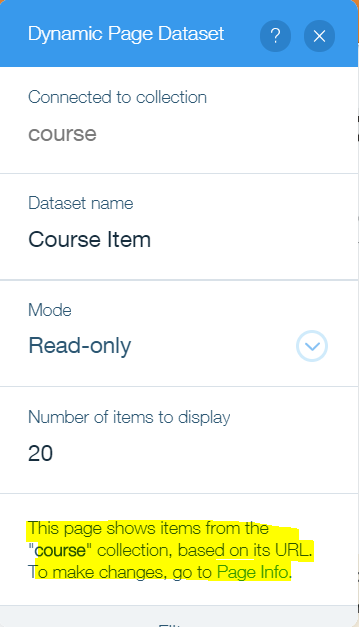 Dynamic Page Dataset ? ×
Connected to collection
course
Dataset name
Course Item
Mode
Read-only
Number of items to display
20
This page shows items from the
"course" collection, based on its URL.
To make changes, go to Page Info.